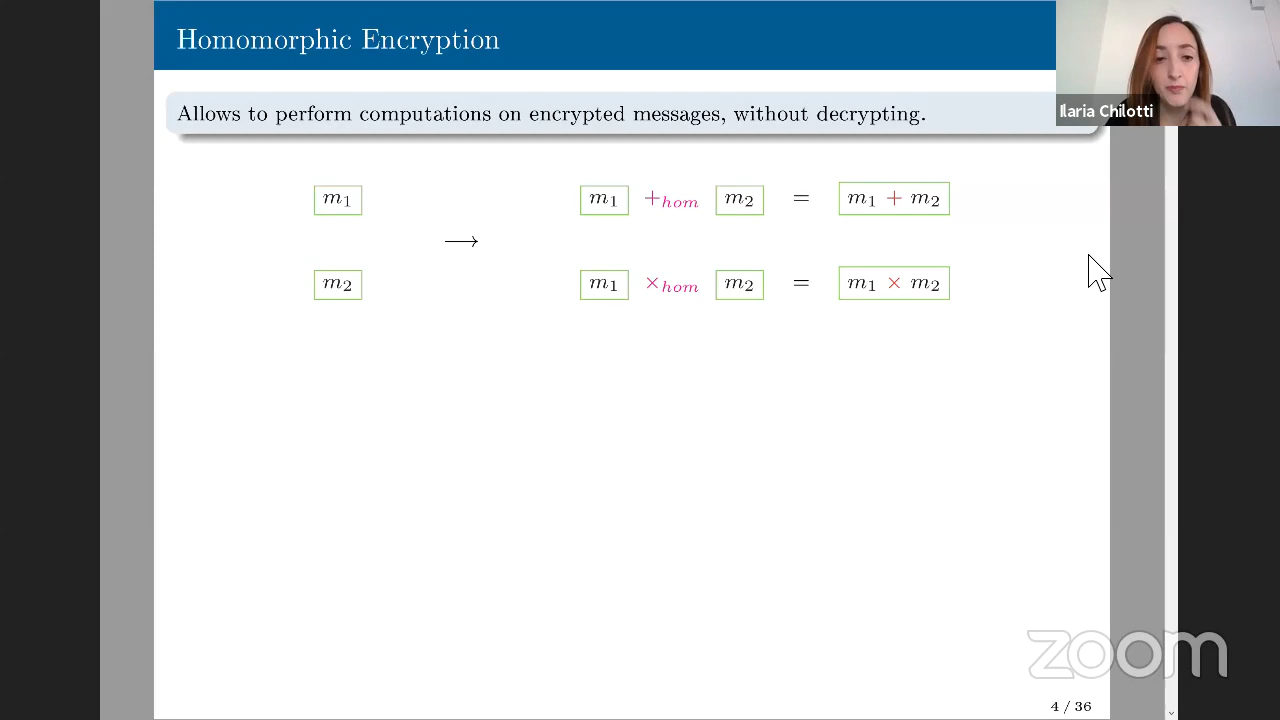 Homomorphic Encryption
Ilaria Chilotti
Allows to perform computations on encrypted messages, without decrypting.
m₁
m₁ +ₕₒₘ m₂ = m₁ + m₂
⟶
m₂
m₁ ×ₕₒₘ m₂ = m₁ × m₂
zoom
4 / 36